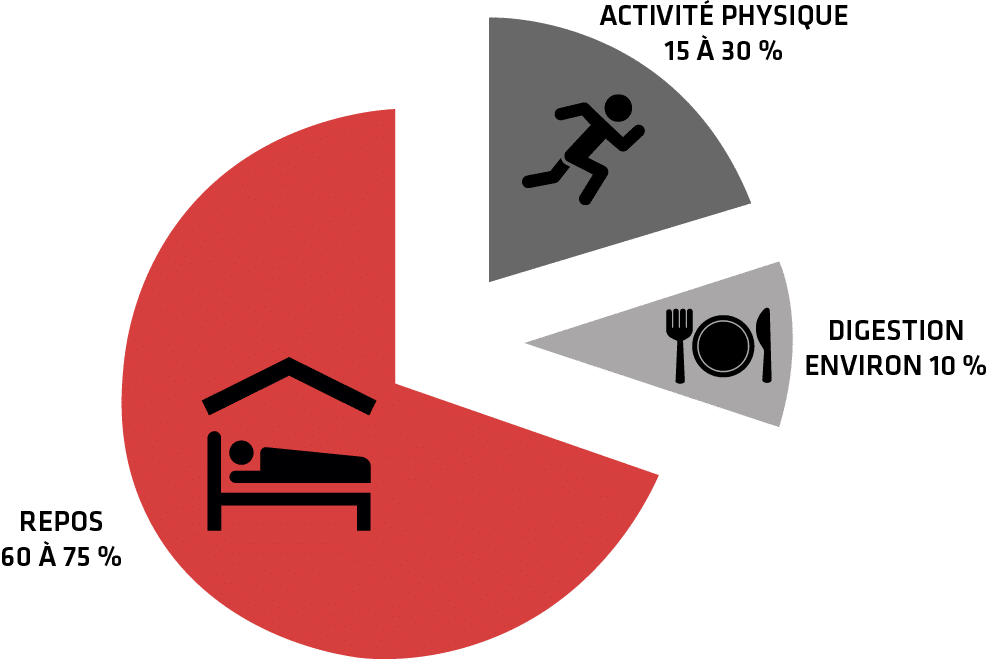 ACTIVITÉ PHYSIQUE
15 À 30 %
DIGESTION
ENVIRON 10 %
REPOS
60 À 75 %